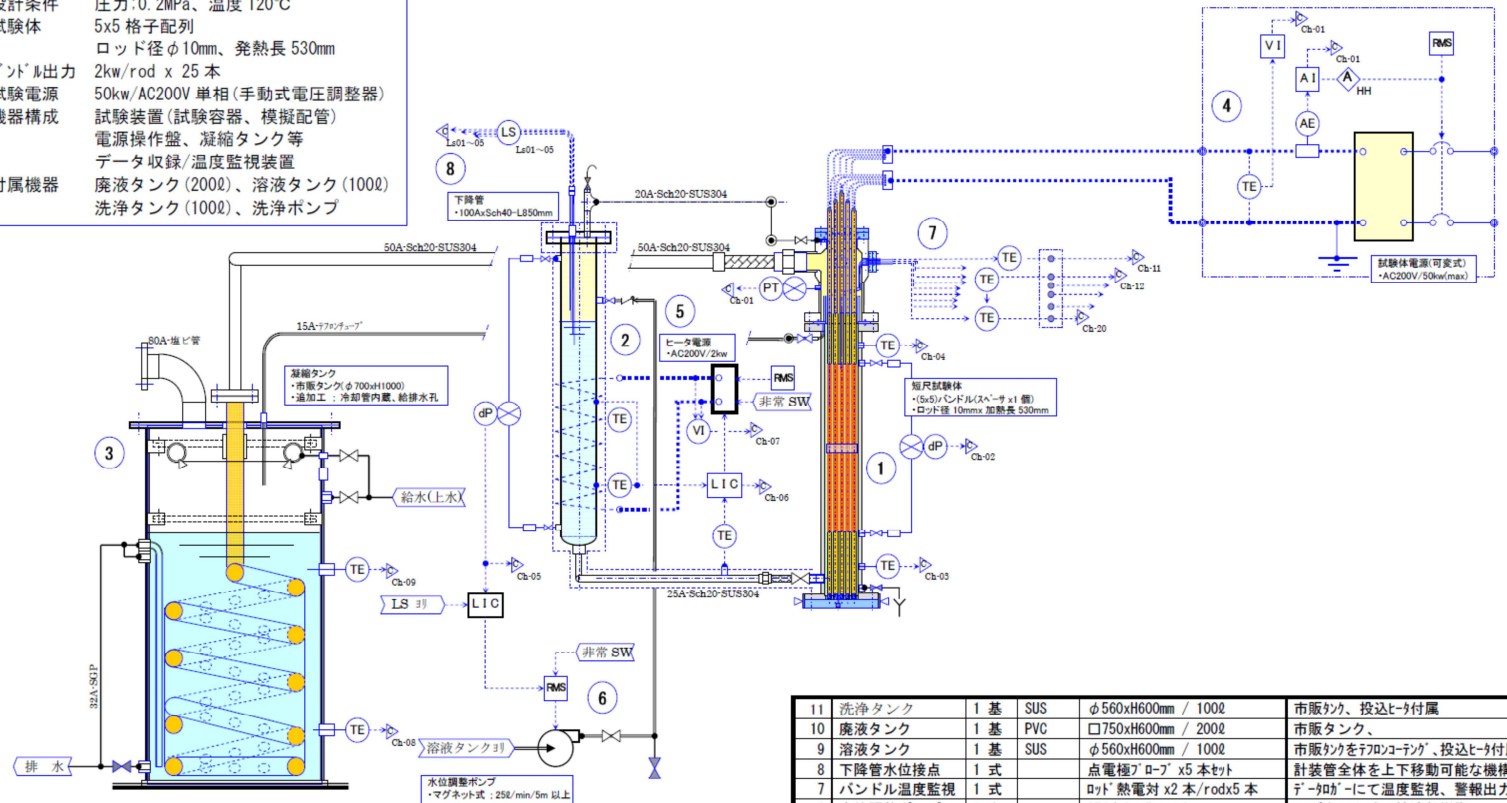 設計条件 圧力:0.2MPa、温度120℃
試験体 5x5 格子配列
ロッド径φ10mm、発熱長530mm
バンドル出力 2kw/rod x 25 本
試験電源 50kw/AC200V 単相(手動式電圧調整器)
機器構成 試験装置(試験容器、模擬配管)
電源操作盤、凝縮タンク等
データ収録/温度監視装置
付属機器 廃液タンク(200ℓ)、溶液タンク(100ℓ)
洗浄タンク(100ℓ)、洗浄ポンプ
C
Ls01~05
LS
Ls01~05
8
下降管
・100AxSch40-L850mm
20A-Sch20-SUS304
50A-Sch20-SUS304
50A-Sch20-SUS304
15A-テフロンチューブ
80A-塩ビ管
凝縮タンク
・市販タンク(φ700xH1000)
・追加工 : 冷却管内蔵、給排水孔
3
給水(上水)
TE
C
Ch-09
TE
C
Ch-08
32A-SGP
排 水
LS ヨリ
LIC
dP
C
Ch-05
非常 SW
RMS
6
溶液タンクヨリ
水位調整ポンプ
・マグネット式 : 25ℓ/min/5m 以上
2
5
ヒータ電源
・AC200V/2kw
RMS
非常 SW
TE
TE
VI
C
Ch-07
LIC
C
Ch-06
TE
25A-Sch20-SUS304
C
Ch-01
PT
7
TE
C
Ch-11
TE
C
Ch-12
TE
C
Ch-20
TE
C
Ch-04
短尺試験体
・(5x5)バンドル(スペーサ x1 個)
・ロッド径 10mmx 加熱長 530mm
1
dP
C
Ch-02
TE
C
Ch-03
4
VI
C
Ch-01
AI
C
Ch-01
A
HH
RMS
AE
TE
試験体電源(可変式)
・AC200V/50kw(max)
11 洗浄タンク 1 基 SUS φ560xH600mm / 100ℓ 市販タンク、投込ヒータ付属
10 廃液タンク 1 基 PVC □750xH600mm / 200ℓ 市販タンク、
9 溶液タンク 1 基 SUS φ560xH600mm / 100ℓ 市販タンクをテフロンコーテング、投込ヒータ付属
8 下降管水位接点 1 式 点電極プローブ x5 本セット 計装管全体を上下移動可能な機構
7 バンドル温度監視 1 式 ロッド熱電対 x2 本/rodx5 本 データロガーにて温度監視、警報出力